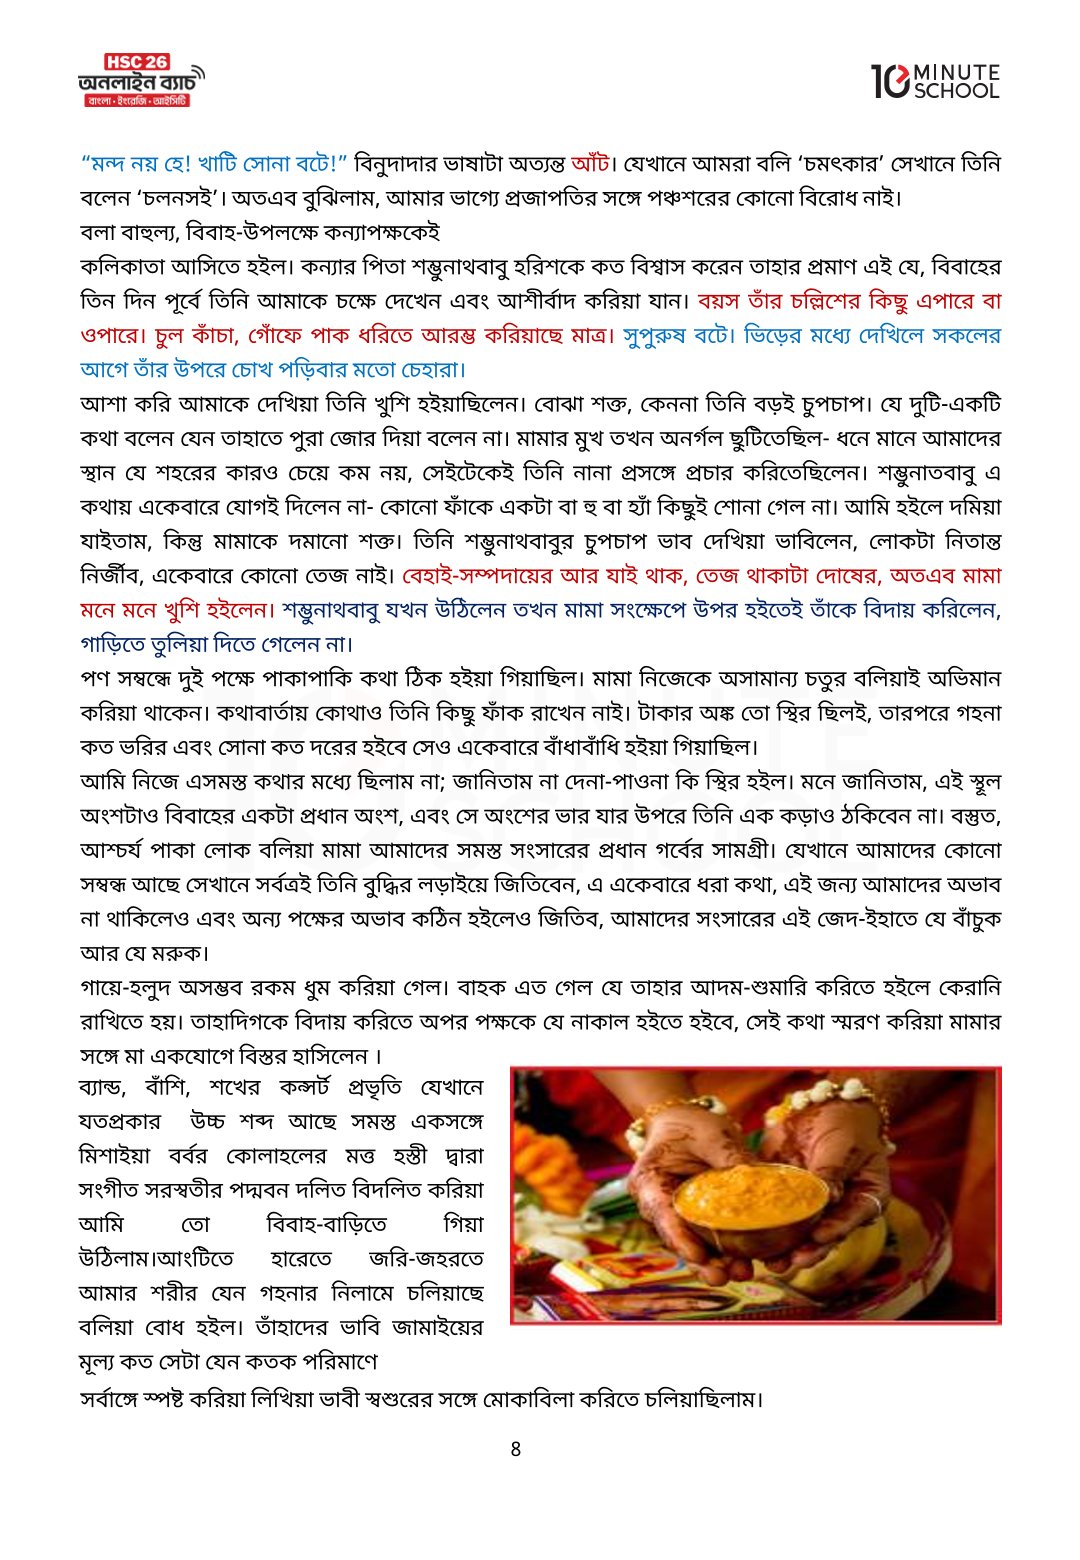 HSC 26
অনলাইন ব্যাচ
বাংলা • ইংরেজি • আইসিটি
10 MINUTE
SCHOOL
“মন্দ নয় হে! খাটি সোনা বটে!” বিনুদাদার ভাষাটা অত্যন্ত আঁট। যেখানে আমরা বলি ‘চমৎকার’ সেখানে তিনি
বলেন ‘চলনসই’। অতএব বুঝিলাম, আমার ভাগ্যে প্রজাপতির সঙ্গে পঞ্চশরের কোনো বিরোধ নাই।
বলা বাহুল্য, বিবাহ-উপলক্ষে কন্যাপক্ষকেই
কলিকাতা আসিতে হইল। কন্যার পিতা শম্ভুনাথবাবু হরিশকে কত বিশ্বাস করেন তাহার প্রমাণ এই যে, বিবাহের
তিন দিন পূর্বে তিনি আমাকে চক্ষে দেখেন এবং আশীর্বাদ করিয়া যান। বয়স তাঁর চল্লিশের কিছু এপারে বা
ওপারে। চুল কাঁচা, গোঁফে পাক ধরিতে আরম্ভ করিয়াছে মাত্র। সুপুরুষ বটে। ভিড়ের মধ্যে দেখিলে সকলের
আগে তাঁর উপরে চোখ পড়িবার মতো চেহারা।
আশা করি আমাকে দেখিয়া তিনি খুশি হইয়াছিলেন। বোঝা শক্ত, কেননা তিনি বড়ই চুপচাপ। যে দুটি-একটি
কথা বলেন যেন তাহাতে পুরা জোর দিয়া বলেন না। মামার মুখ তখন অনর্গল ছুটিতেছিল- ধনে মানে আমাদের
স্থান যে শহরের কারও চেয়ে কম নয়, সেইটেকেই তিনি নানা প্রসঙ্গে প্রচার করিতেছিলেন। শম্ভুনাতবাবু এ
কথায় একেবারে যোগই দিলেন না- কোনো ফাঁকে একটা বা হু বা হ্যাঁ কিছুই শোনা গেল না। আমি হইলে দমিয়া
যাইতাম, কিন্তু মামাকে দমানো শক্ত। তিনি শম্ভুনাথবাবুর চুপচাপ ভাব দেখিয়া ভাবিলেন, লোকটা নিতান্ত
নির্জীব, একেবারে কোনো তেজ নাই। বেহাই-সম্পদায়ের আর যাই থাক, তেজ থাকাটা দোষের, অতএব মামা
মনে মনে খুশি হইলেন। শম্ভুনাথবাবু যখন উঠিলেন তখন মামা সংক্ষেপে উপর হইতেই তাঁকে বিদায় করিলেন,
গাড়িতে তুলিয়া দিতে গেলেন না।
পণ সম্বন্ধে দুই পক্ষে পাকাপাকি কথা ঠিক হইয়া গিয়াছিল। মামা নিজেকে অসামান্য চতুর বলিয়াই অভিমান
করিয়া থাকেন। কথাবার্তায় কোথাও তিনি কিছু ফাঁক রাখেন নাই। টাকার অঙ্ক তো স্থির ছিলই, তারপরে গহনা
কত ভরির এবং সোনা কত দরের হইবে সেও একেবারে বাঁধাবাঁধি হইয়া গিয়াছিল।
আমি নিজে এসমস্ত কথার মধ্যে ছিলাম না; জানিতাম না দেনা-পাওনা কি স্থির হইল। মনে জানিতাম, এই স্থূল
অংশটাও বিবাহের একটা প্রধান অংশ, এবং সে অংশের ভার যার উপরে তিনি এক কড়াও ঠকিবেন না। বস্তুত,
আশ্চর্য পাকা লোক বলিয়া মামা আমাদের সমস্ত সংসারের প্রধান গর্বের সামগ্রী। যেখানে আমাদের কোনো
সম্বন্ধ আছে সেখানে সর্বত্রই তিনি বুদ্ধির লড়াইয়ে জিতিবেন, এ একেবারে ধরা কথা, এই জন্য আমাদের অভাব
না থাকিলেও এবং অন্য পক্ষের অভাব কঠিন হইলেও জিতিব, আমাদের সংসারের এই জেদ-ইহাতে যে বাঁচুক
আর যে মরুক।
গায়ে-হলুদ অসম্ভব রকম ধুম করিয়া গেল। বাহক এত গেল যে তাহার আদম-শুমারি করিতে হইলে কেরানি
রাখিতে হয়। তাহাদিগকে বিদায় করিতে অপর পক্ষকে যে নাকাল হইতে হইবে, সেই কথা স্মরণ করিয়া মামার
সঙ্গে মা একযোগে বিস্তর হাসিলেন ।
ব্যান্ড, বাঁশি, শখের কন্সর্ট প্রভৃতি যেখানে
যতপ্রকার উচ্চ শব্দ আছে সমস্ত একসঙ্গে
মিশাইয়া বর্বর কোলাহলের মত্ত হস্তী দ্বারা
সংগীত সরস্বতীর পদ্মবন দলিত বিদলিত করিয়া
আমি তো বিবাহ-বাড়িতে গিয়া
উঠিলাম।আংটিতে হারেতে জরি-জহরতে
আমার শরীর যেন গহনার নিলামে চলিয়াছে
বলিয়া বোধ হইল। তাঁহাদের ভাবি জামাইয়ের
মূল্য কত সেটা যেন কতক পরিমাণে
সর্বাঙ্গে স্পষ্ট করিয়া লিখিয়া ভাবী স্বশুরের সঙ্গে মোকাবিলা করিতে চলিয়াছিলাম।
8